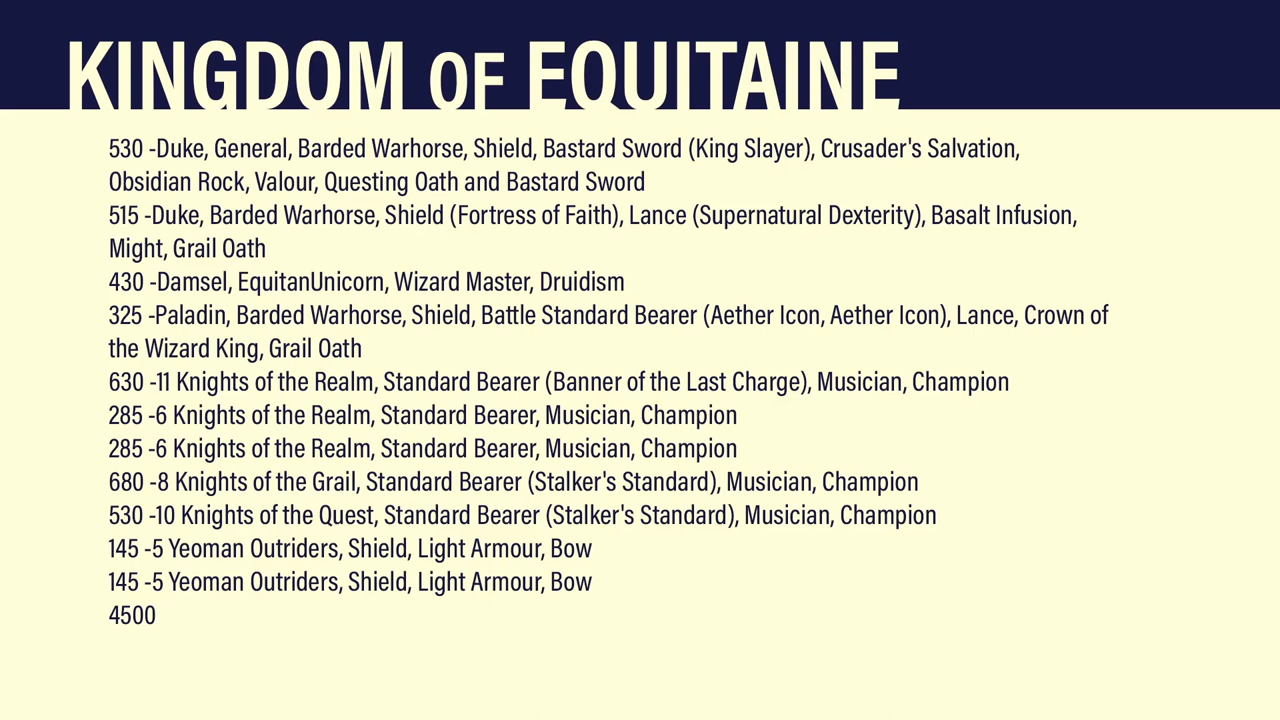 KINGDOM OF EQUITAINE
530 -Duke, General, Barded Warhorse, Shield, Bastard Sword (King Slayer), Crusader's Salvation,
Obsidian Rock, Valour, Questing Oath and Bastard Sword
515 -Duke, Barded Warhorse, Shield (Fortress of Faith), Lance (Supernatural Dexterity), Basalt Infusion,
Might, Grail Oath
430 -Damsel, EquitanUnicorn, Wizard Master, Druidism
325 -Paladin, Barded Warhorse, Shield, Battle Standard Bearer (Aether Icon, Aether Icon), Lance, Crown of
the Wizard King, Grail Oath
630 -11 Knights of the Realm, Standard Bearer (Banner of the Last Charge), Musician, Champion
285 -6 Knights of the Realm, Standard Bearer, Musician, Champion
285 -6 Knights of the Realm, Standard Bearer, Musician, Champion
680 -8 Knights of the Grail, Standard Bearer (Stalker's Standard), Musician, Champion
530 -10 Knights of the Quest, Standard Bearer (Stalker's Standard), Musician, Champion
145 -5 Yeoman Outriders, Shield, Light Armour, Bow
145 -5 Yeoman Outriders, Shield, Light Armour, Bow
4500